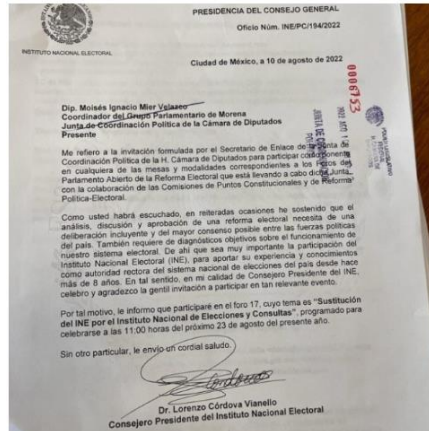 PRESIDENCIA DEL CONSEJO GENERAL
Oficio Núm. INE/PC/194/2022
INSTITUTO NACIONAL ELECTORAL
Ciudad de México, a 10 de agosto de 2022
0006753
Dip. Moisés Ignacio Mier Velazco
Coordinador del Grupo Parlamentario de Morena
Junta de Coordinación Política de la Cámara de Diputados
Presente
Me refiero a la invitación formulada por el Secretario de Enlace de la Junta de
Coordinación Política de la H. Cámara de Diputados para participar como ponente
en cualquiera de las mesas y modalidades correspondientes a los Foros del
Parlamento Abierto de la Reforma Electoral que está llevando a cabo dicha Junta,
con la colaboración de las Comisiones de Puntos Constitucionales y de Reforma
Política-Electoral.
Como usted habrá escuchado, en reiteradas ocasiones he sostenido que el
análisis, discusión y aprobación de una reforma electoral necesita de una
deliberación incluyente y del mayor consenso posible entre las fuerzas políticas
del país. También requiere de diagnósticos objetivos sobre el funcionamiento de
nuestro sistema electoral. De ahí que sea muy importante la participación del
Instituto Nacional Electoral (INE), para aportar su experiencia y conocimientos
como autoridad rectora del sistema nacional de elecciones del país desde hace
más de 8 años. En tal sentido, en mi calidad de Consejero Presidente del INE,
celebro y agradezco la gentil invitación a participar en tan relevante evento.
Por tal motivo, le informo que participaré en el foro 17, cuyo tema es "Sustitución
del INE por el Instituto Nacional de Elecciones y Consultas", programado para
celebrarse a las 11:00 horas del próximo 23 de agosto del presente año.
Sin otro particular, le envío un cordial saludo.
Dr. Lorenzo Córdova Vianello
Consejero Presidente del Instituto Nacional Electoral